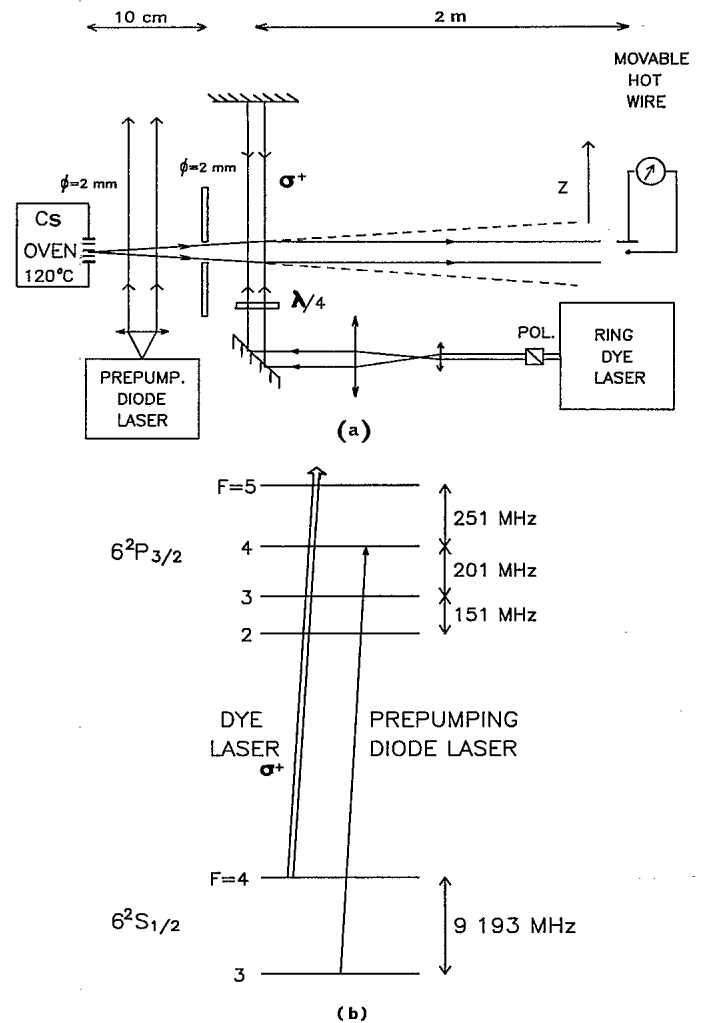 10 cm
2 m
MOVABLE
HOT
WIRE
ϕ=2 mm
ϕ=2 mm
σ⁺
Z
Cs
OVEN
120°C
λ/4
POL.
RING
DYE
LASER
PREPUMP.
DIODE
LASER
(a)
F=5
251 MHz
6²P₃/₂
4
201 MHz
3
151 MHz
2
DYE
LASER
σ⁺
PREPUMPING
DIODE LASER
F=4
6²S₁/₂
9 193 MHz
3
(b)